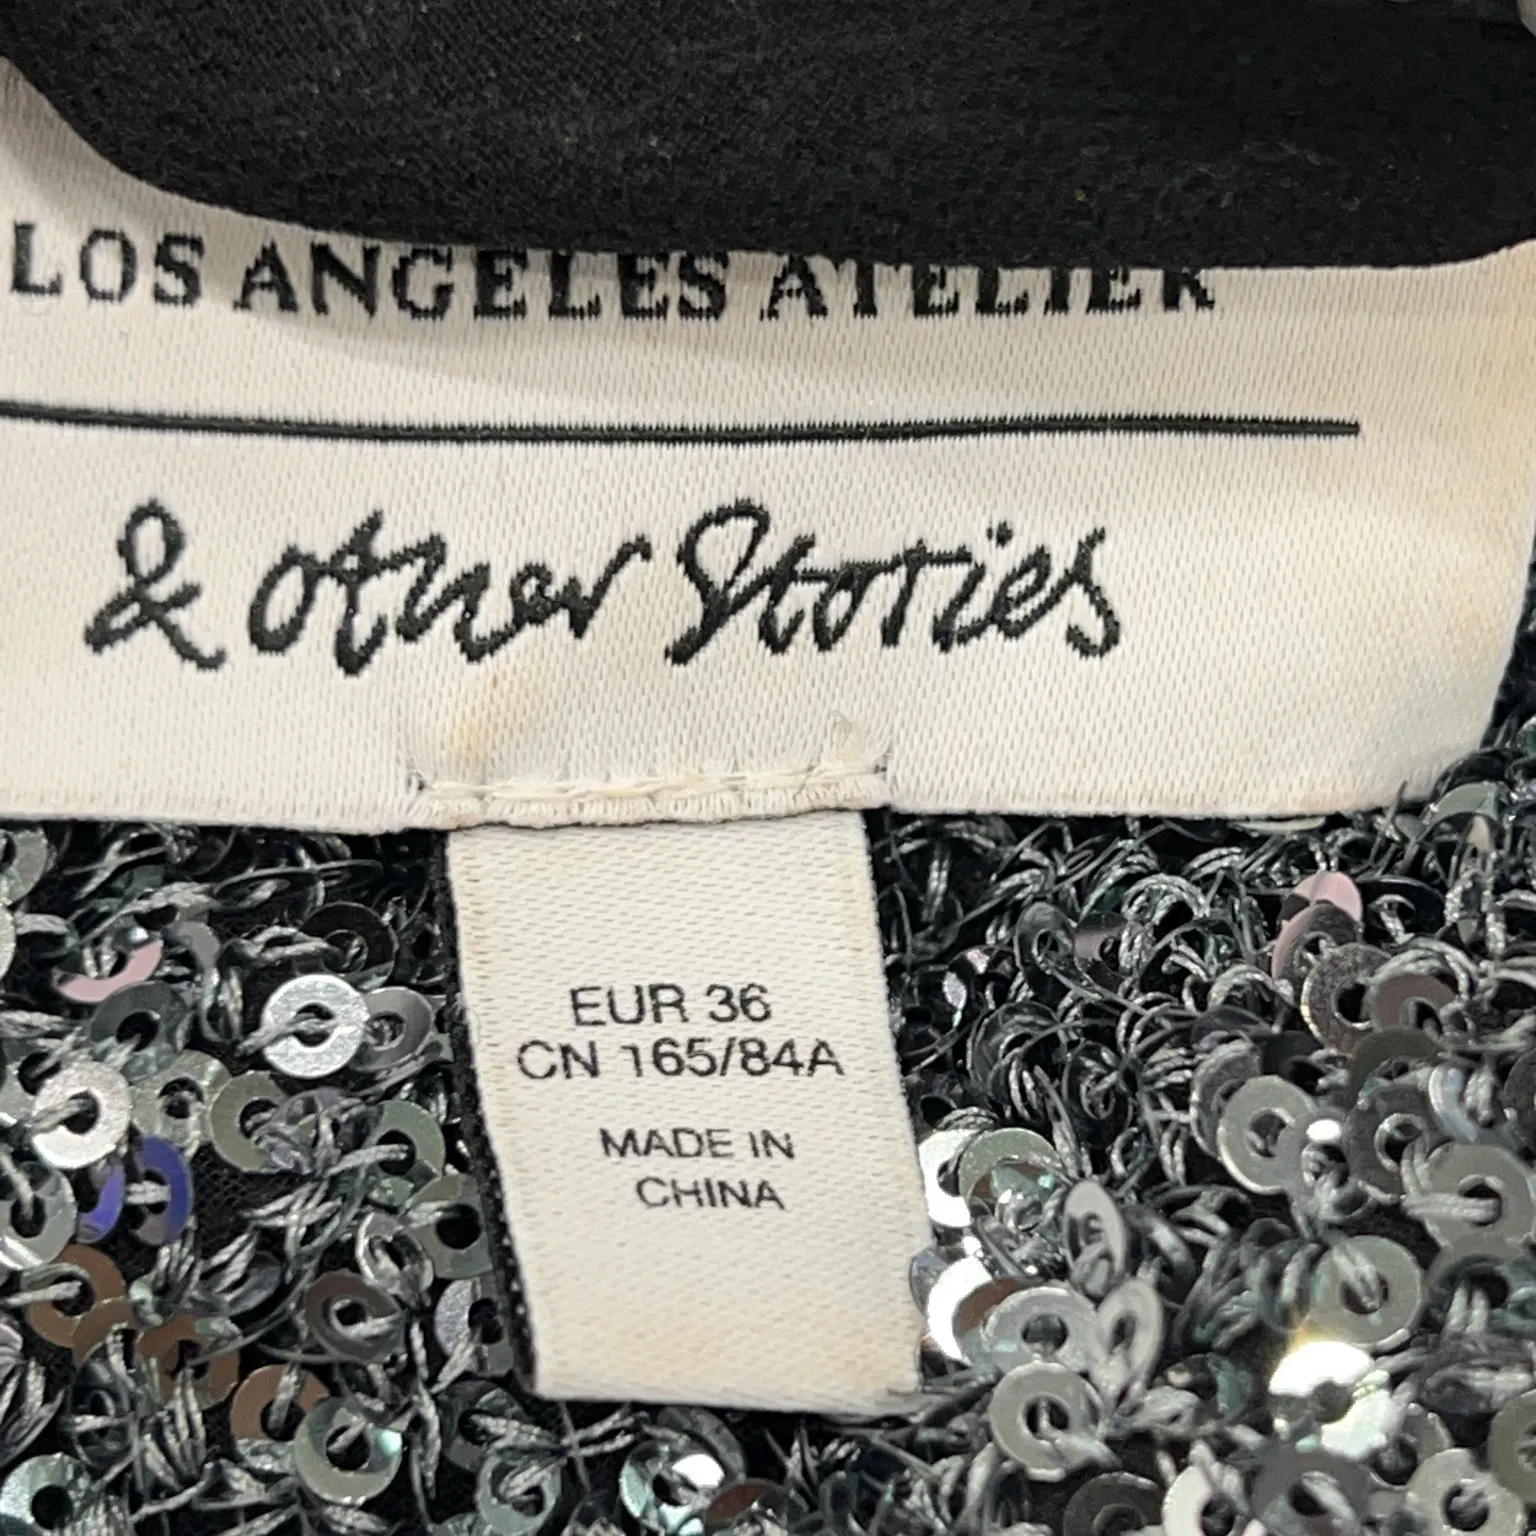 LOS ANGELES ATELIER
& other Stories
EUR 36
CN 165/84A
MADE IN
CHINA